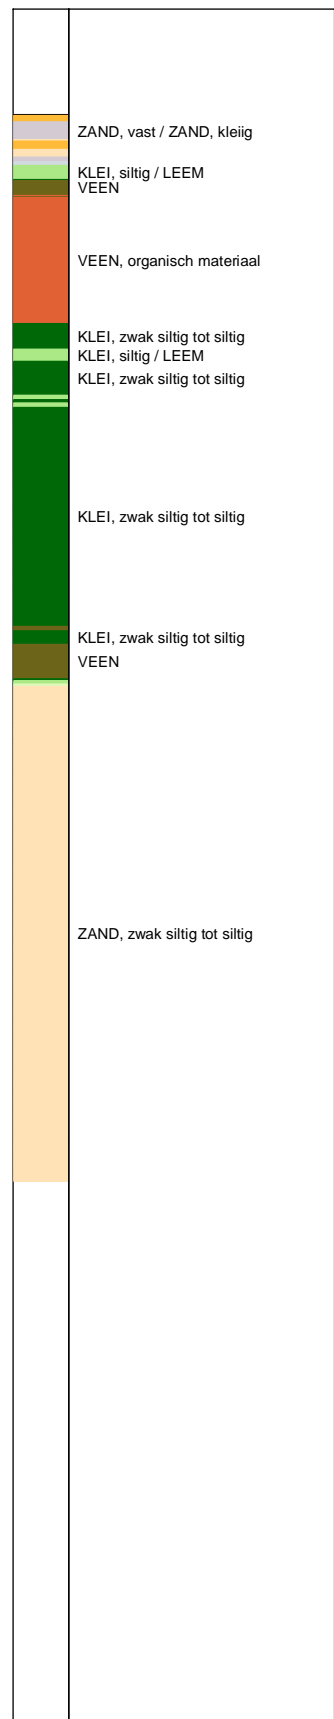 ZAND, vast / ZAND, kleiig
KLEI, siltig / LEEM
VEEN
VEEN, organisch materiaal
KLEI, zwak siltig tot siltig
KLEI, siltig / LEEM
KLEI, zwak siltig tot siltig
KLEI, zwak siltig tot siltig
KLEI, zwak siltig tot siltig
VEEN
ZAND, zwak siltig tot siltig